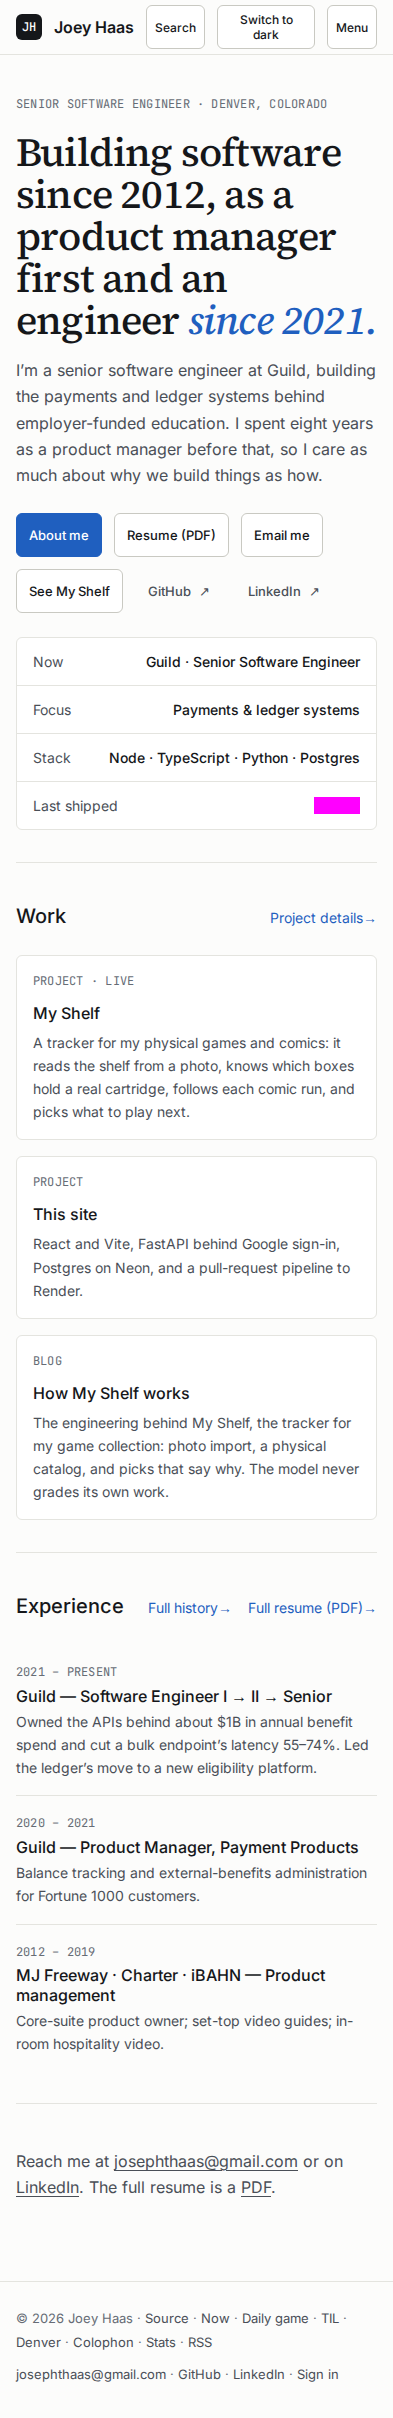 JH Joey Haas Search Switch to dark Menu
SENIOR SOFTWARE ENGINEER · DENVER, COLORADO
Building software
since 2012, as a
product manager
first and an
engineer since 2021.
I’m a senior software engineer at Guild, building
the payments and ledger systems behind
employer-funded education. I spent eight years
as a product manager before that, so I care as
much about why we build things as how.
About me Resume (PDF) Email me
See My Shelf GitHub ↗ LinkedIn ↗
Now Guild · Senior Software Engineer
Focus Payments & ledger systems
Stack Node · TypeScript · Python · Postgres
Last shipped
Work Project details→
PROJECT · LIVE
My Shelf
A tracker for my physical games and comics: it
reads the shelf from a photo, knows which boxes
hold a real cartridge, follows each comic run, and
picks what to play next.
PROJECT
This site
React and Vite, FastAPI behind Google sign-in,
Postgres on Neon, and a pull-request pipeline to
Render.
BLOG
How My Shelf works
The engineering behind My Shelf, the tracker for
my game collection: photo import, a physical
catalog, and picks that say why. The model never
grades its own work.
Experience Full history→ Full resume (PDF)→
2021 – PRESENT
Guild — Software Engineer I → II → Senior
Owned the APIs behind about $1B in annual benefit
spend and cut a bulk endpoint’s latency 55–74%. Led
the ledger’s move to a new eligibility platform.
2020 – 2021
Guild — Product Manager, Payment Products
Balance tracking and external-benefits administration
for Fortune 1000 customers.
2012 – 2019
MJ Freeway · Charter · iBAHN — Product
management
Core-suite product owner; set-top video guides; in-
room hospitality video.
Reach me at josephthaas@gmail.com or on
LinkedIn. The full resume is a PDF.
© 2026 Joey Haas · Source · Now · Daily game · TIL ·
Denver · Colophon · Stats · RSS
josephthaas@gmail.com · GitHub · LinkedIn · Sign in